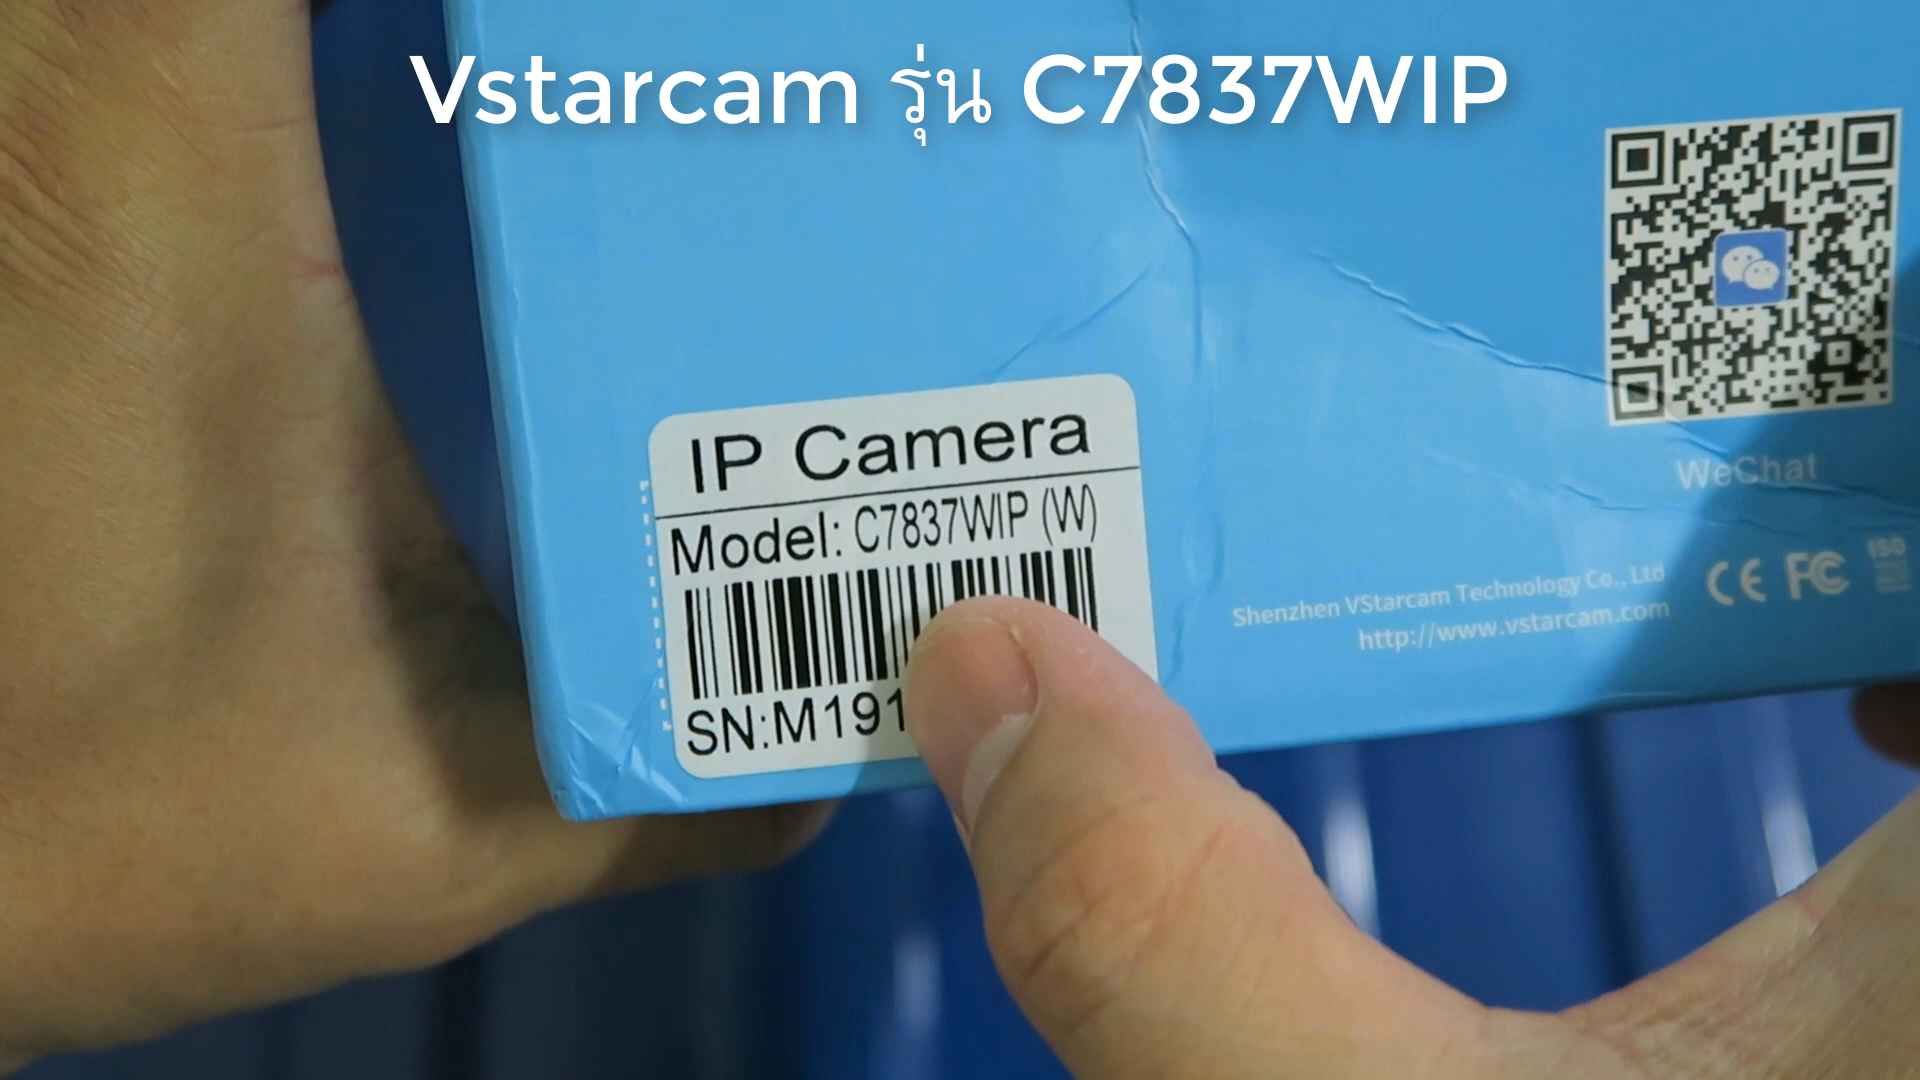 Vstarcam รุ่น C7837WIP
IP Camera
Model: C7837WIP (W)
SN:M191
WeChat
Shenzhen VStarcam Technology Co., Ltd
http://www.vstarcam.com
CE FC ISO